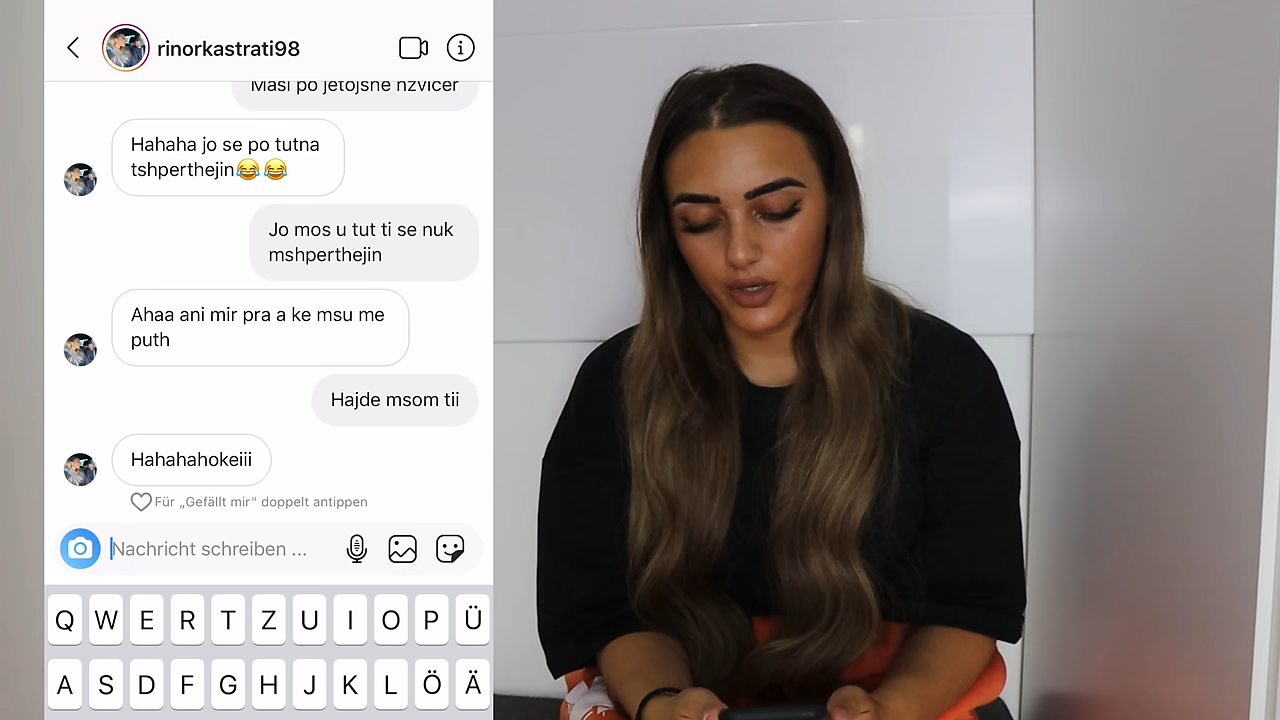 rinorkastrati98
Masi po jetojshe nzvicer
Hahaha jo se po tutna
tshperthejin😂😂
Jo mos u tut ti se nuk
mshperthejin
Ahaa ani mir pra a ke msu me
puth
Hajde msom tii
Hahahahokeiii
Für „Gefällt mir“ doppelt antippen
Nachricht schreiben ...
Q W E R T Z U I O P Ü
A S D F G H J K L Ö Ä